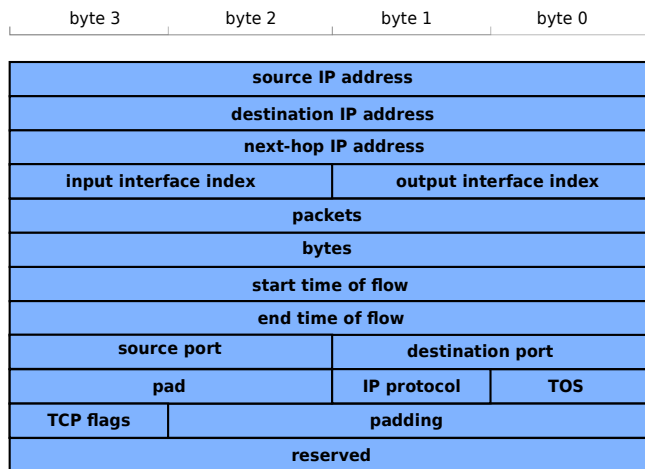 byte 3 byte 2 byte 1 byte 0
source IP address
destination IP address
next-hop IP address
input interface index output interface index
packets
bytes
start time of flow
end time of flow
source port destination port
pad IP protocol TOS
TCP flags padding
reserved